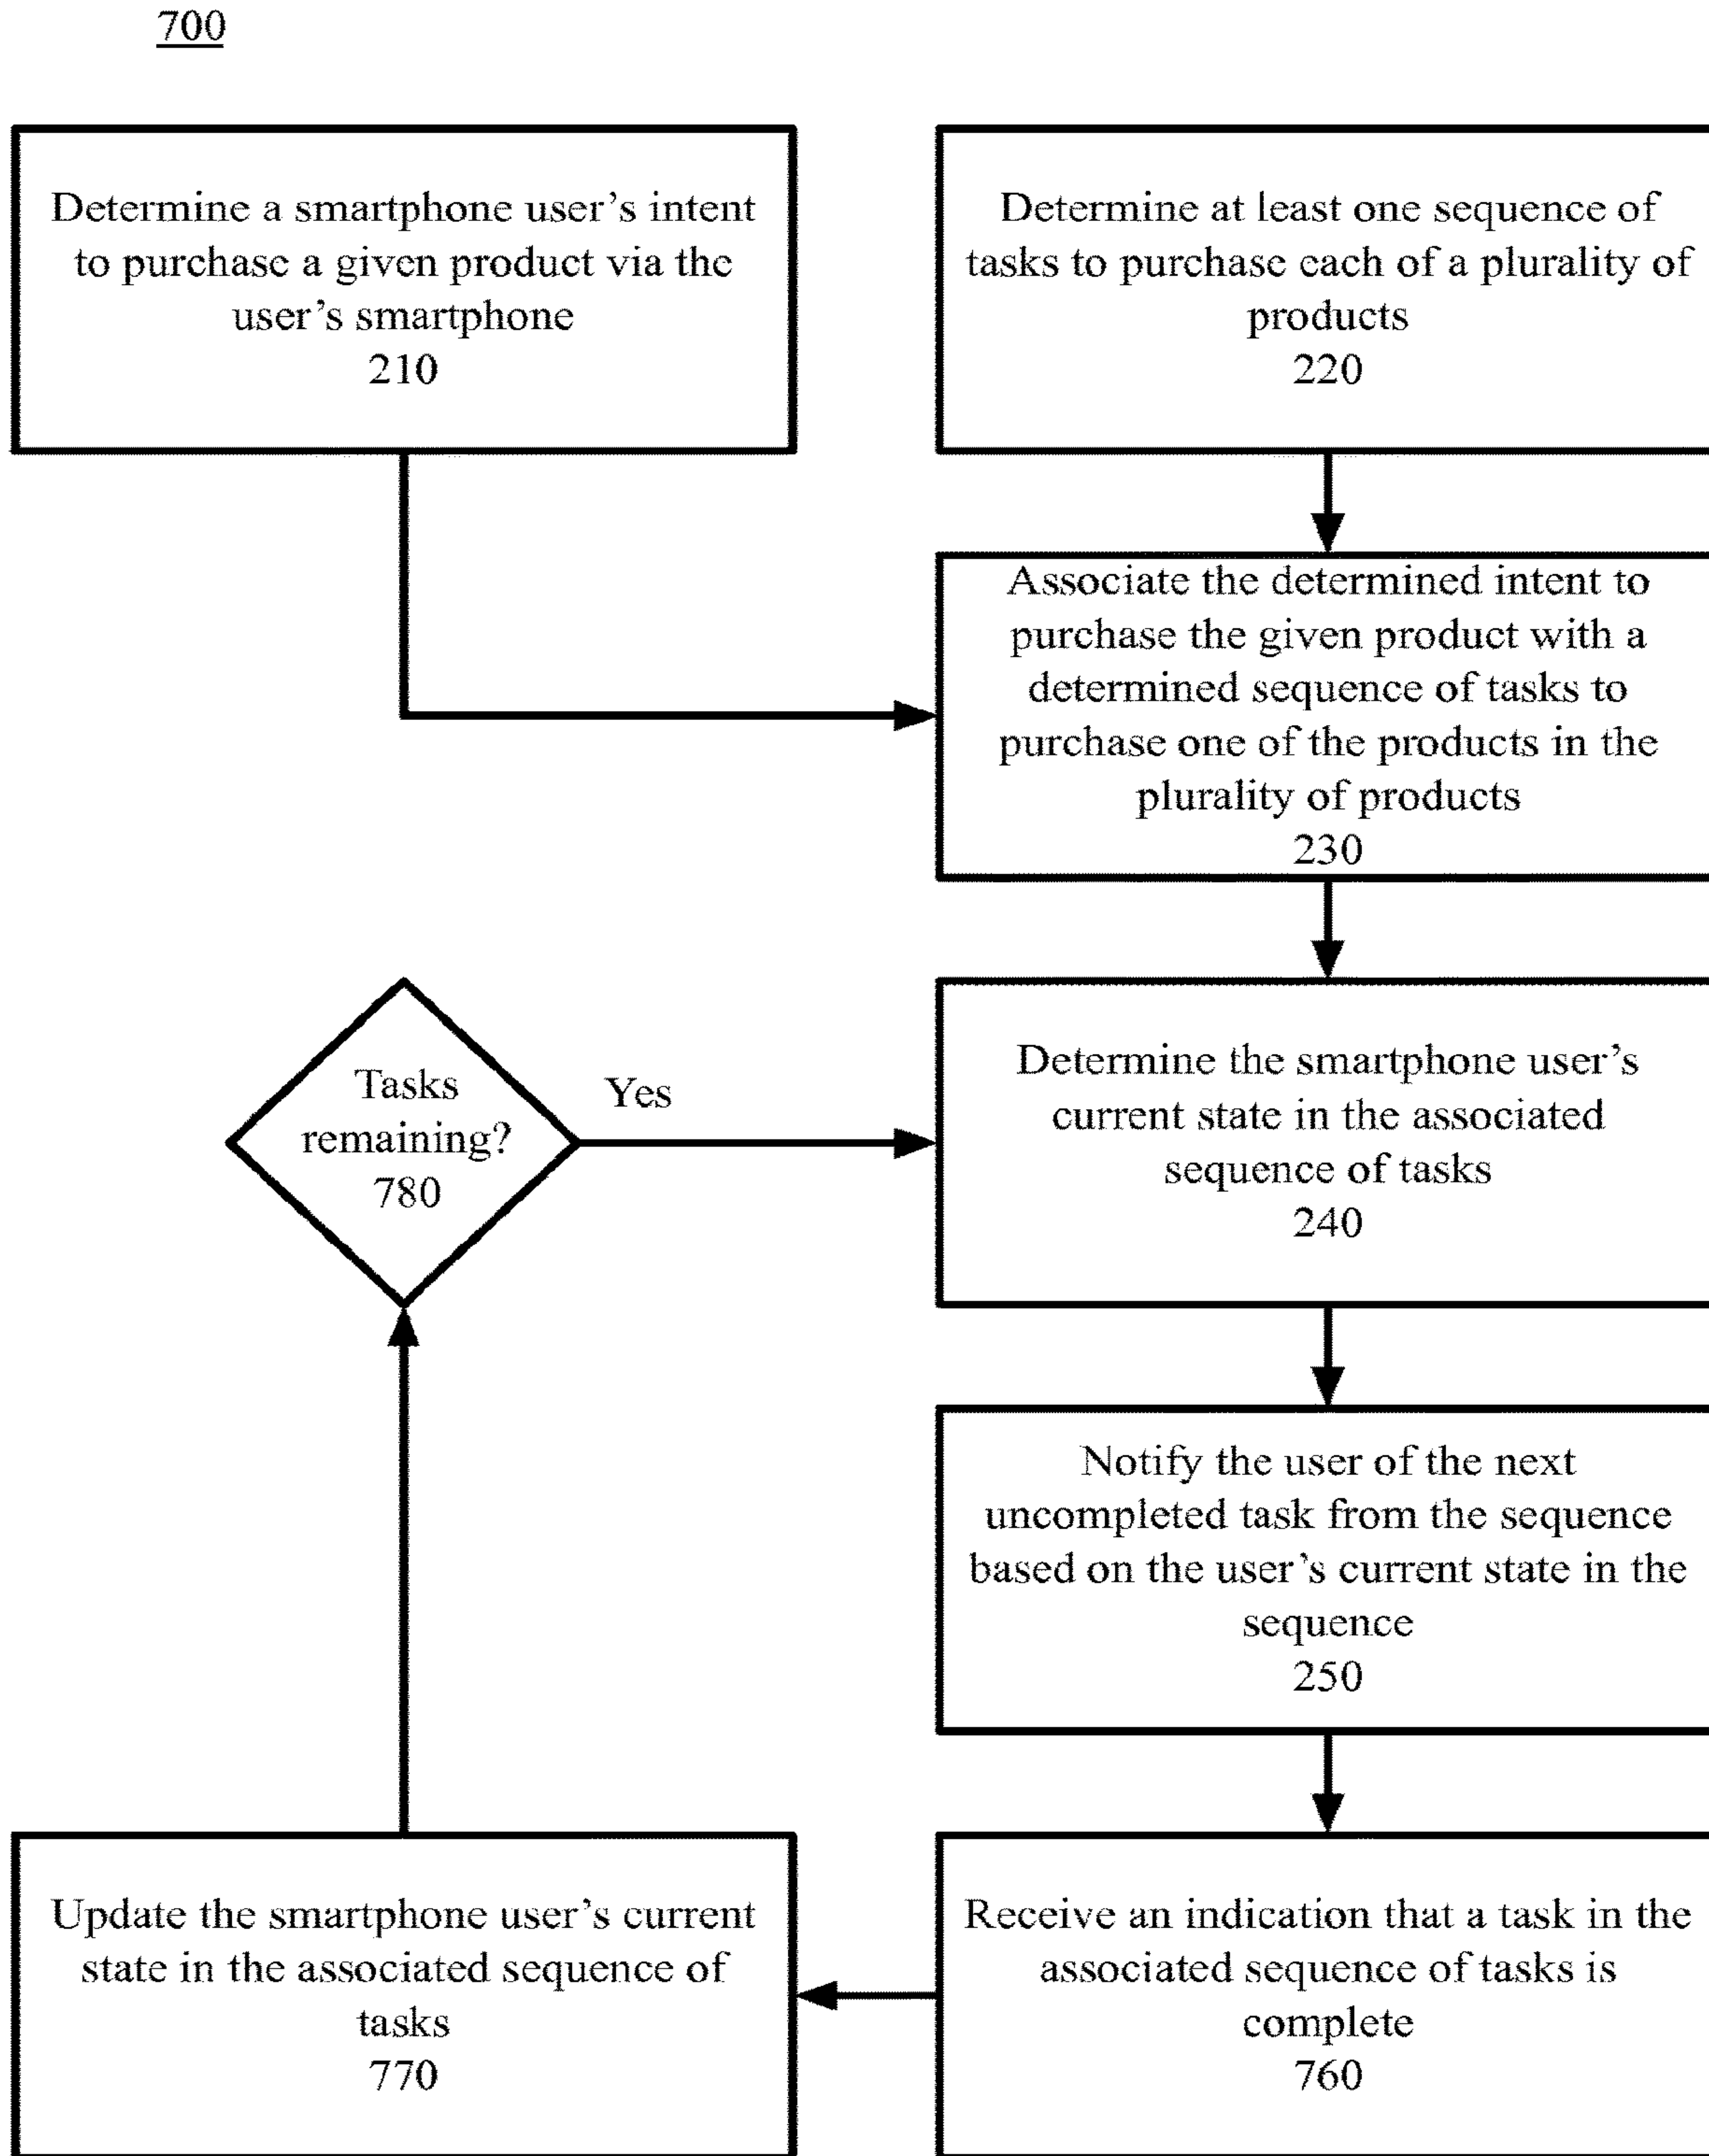 700
Determine a smartphone user's intent
to purchase a given product via the
user's smartphone
210
Determine at least one sequence of
tasks to purchase each of a plurality of
products
220
Associate the determined intent to
purchase the given product with a
determined sequence of tasks to
purchase one of the products in the
plurality of products
230
Tasks
remaining?
780
Yes
Determine the smartphone user's
current state in the associated
sequence of tasks
240
Notify the user of the next
uncompleted task from the sequence
based on the user's current state in the
sequence
250
Update the smartphone user's current
state in the associated sequence of
tasks
770
Receive an indication that a task in the
associated sequence of tasks is
complete
760